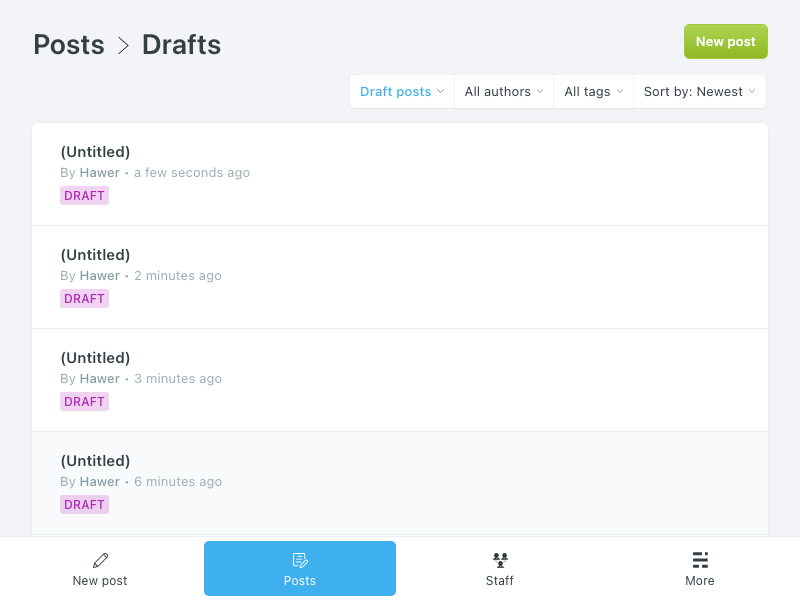 Posts > Drafts
New post
Draft posts
All authors
All tags
Sort by: Newest
(Untitled)
By Hawer • a few seconds ago
DRAFT
(Untitled)
By Hawer • 2 minutes ago
DRAFT
(Untitled)
By Hawer • 3 minutes ago
DRAFT
(Untitled)
By Hawer • 6 minutes ago
DRAFT
New post
Posts
Staff
More